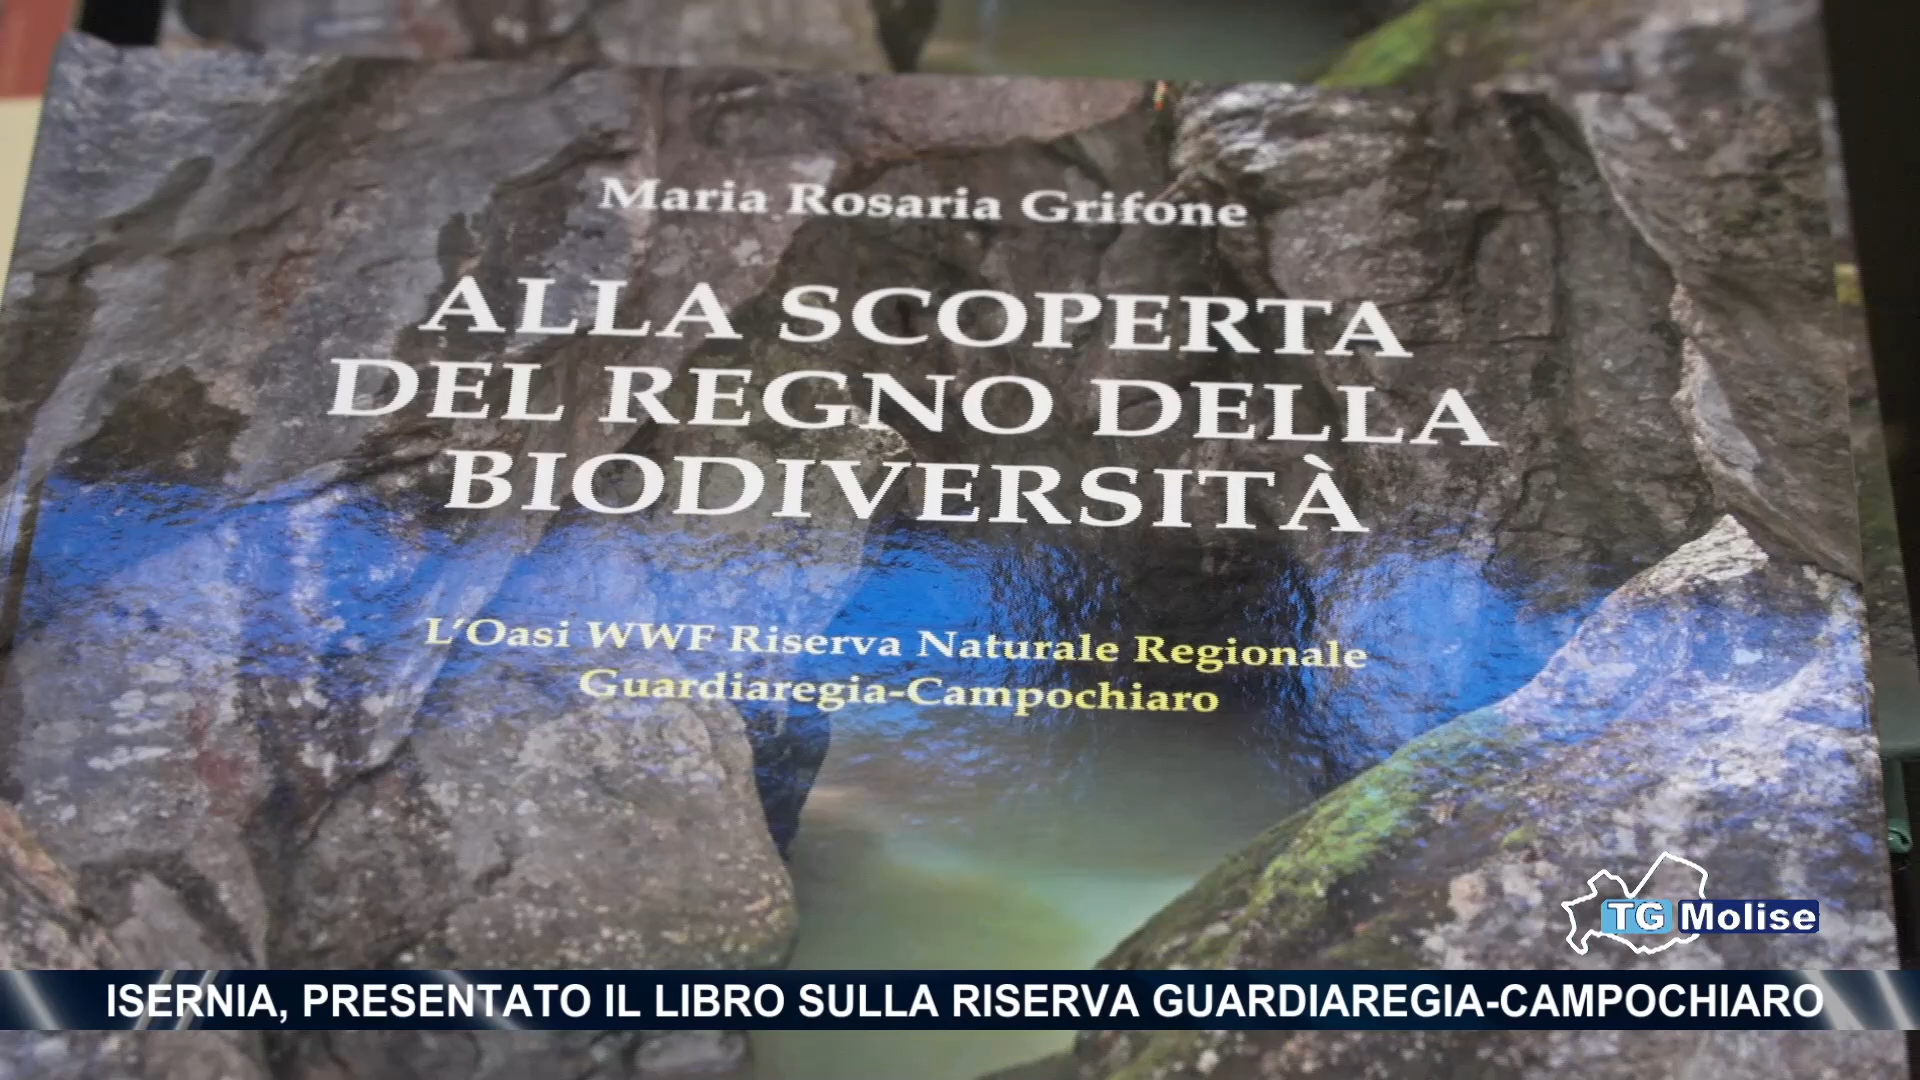 Maria Rosaria Grifone
ALLA SCOPERTA
DEL REGNO DELLA
BIODIVERSITÀ
L'Oasi WWF Riserva Naturale Regionale
Guardiaregia-Campochiaro
TG Molise
ISERNIA, PRESENTATO IL LIBRO SULLA RISERVA GUARDIAREGIA-CAMPOCHIARO